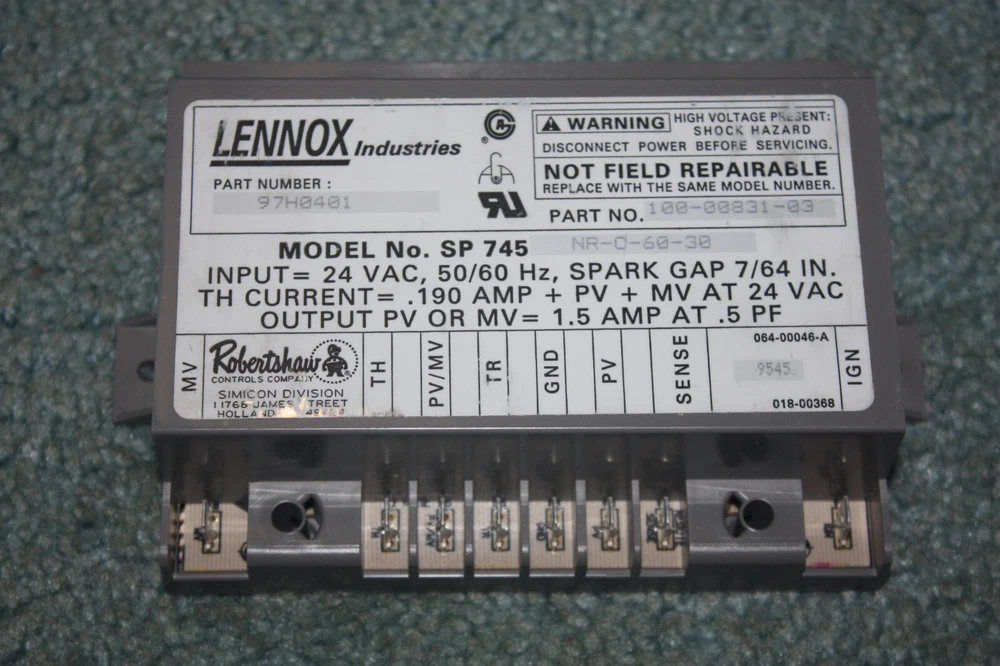 LENNOX Industries
PART NUMBER :
97H0401
WARNING
HIGH VOLTAGE PRESENT:
SHOCK HAZARD
DISCONNECT POWER BEFORE SERVICING.
NOT FIELD REPAIRABLE
REPLACE WITH THE SAME MODEL NUMBER.
PART NO. 100-00831-03
MODEL No. SP 745 NR-O-60-30
INPUT= 24 VAC, 50/60 Hz, SPARK GAP 7/64 IN.
TH CURRENT= .190 AMP + PV + MV AT 24 VAC
OUTPUT PV OR MV= 1.5 AMP AT .5 PF
MV
Robertshaw
CONTROLS COMPANY
SIMICON DIVISION
11768 JAMES STREET
HOLLAND
TH
PV/MV
TR
GND
PV
SENSE
064-00046-A
9545
018-00368
IGN